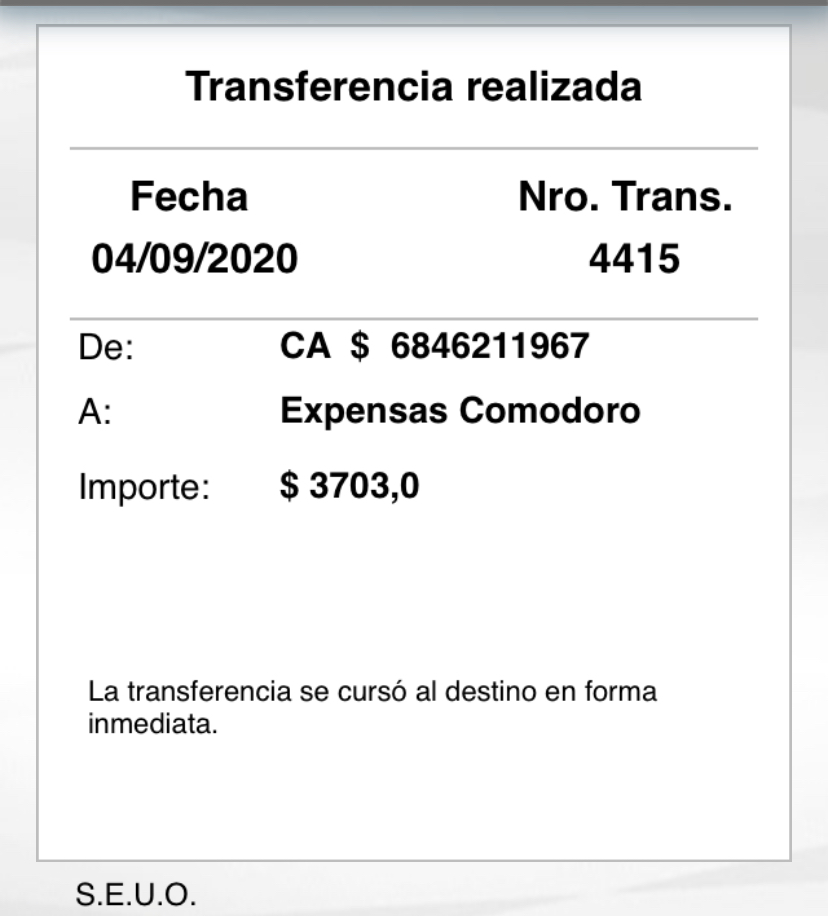 Transferencia realizada
Fecha Nro. Trans.
04/09/2020 4415
De: CA $ 6846211967
A: Expensas Comodoro
Importe: $ 3703,0
La transferencia se cursó al destino en forma
inmediata.
S.E.U.O.